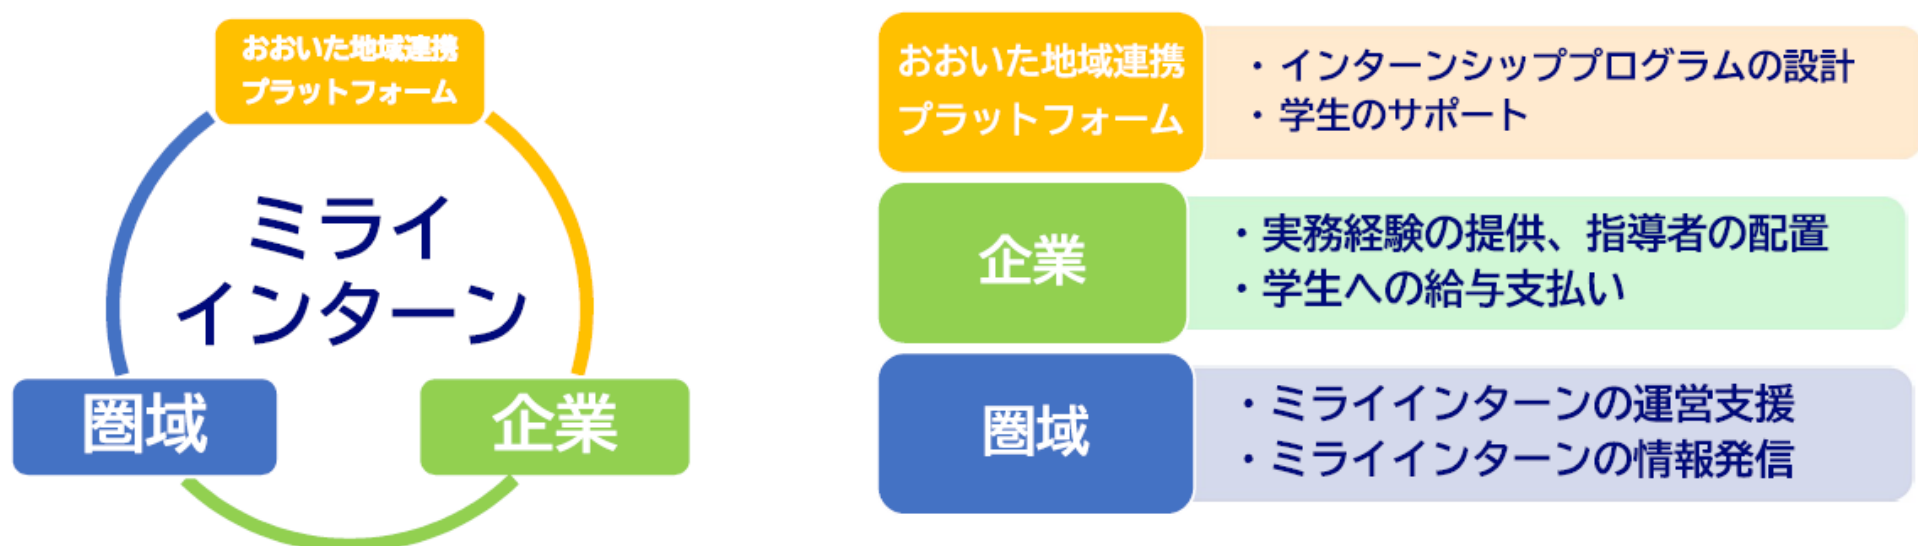 おおいた地域連携
プラットフォーム
ミライ
インターン
圏域
企業
おおいた地域連携
プラットフォーム
・インターンシッププログラムの設計
・学生のサポート
企業
・実務経験の提供、指導者の配置
・学生への給与支払い
圏域
・ミライインターンの運営支援
・ミライインターンの情報発信